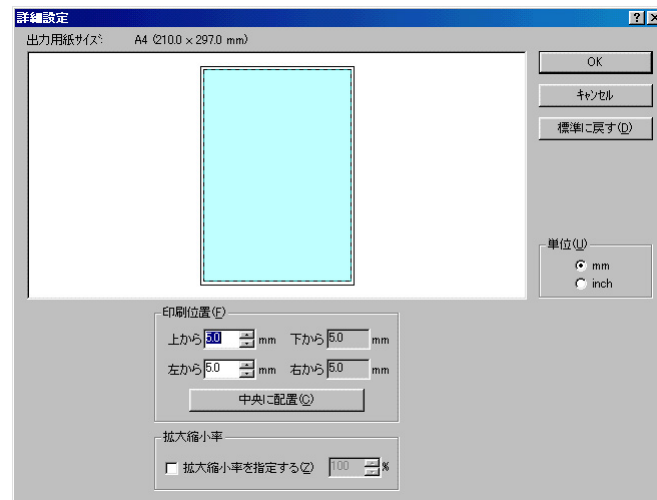 詳細設定
出力用紙ｻｲｽﾞ: A4 (210.0 × 297.0 mm)
OK
ｷｬﾝｾﾙ
標準に戻す(D)
単位(U)
mm
inch
印刷位置(F)
上から 5.0 mm 下から 5.0 mm
左から 5.0 mm 右から 5.0 mm
中央に配置(C)
拡大縮小率
拡大縮小率を指定する(Z) 100 %